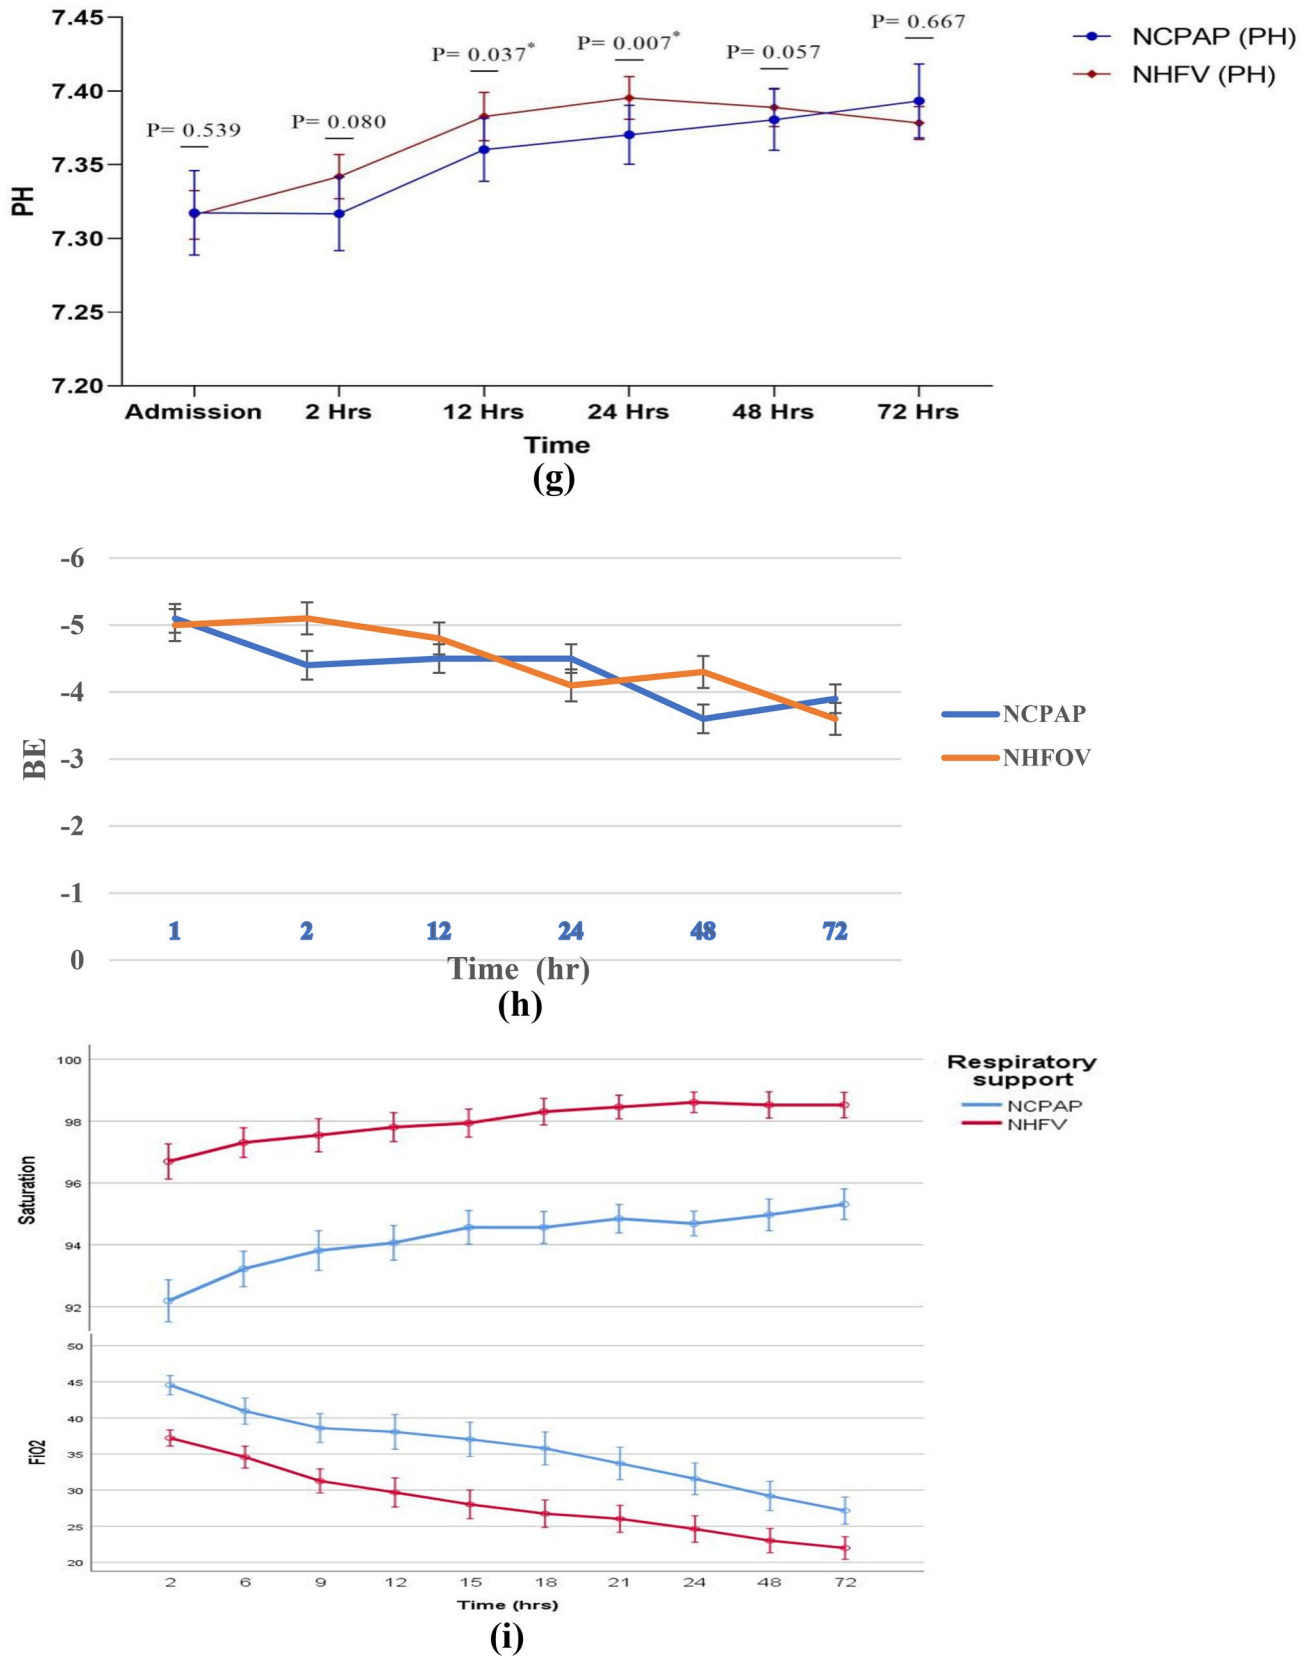 7.45
7.40
7.35
7.30
7.25
7.20
PH
P= 0.539
P= 0.080
P= 0.037*
P= 0.007*
P= 0.057
P= 0.667
NCPAP (PH)
NHFV (PH)
Admission 2 Hrs 12 Hrs 24 Hrs 48 Hrs 72 Hrs
Time
(g)
-6
-5
-4
-3
-2
-1
0
BE
NCPAP
NHFOV
1 2 12 24 48 72
Time (hr)
(h)
100
98
96
94
92
Saturation
Respiratory
support
NCPAP
NHFV
50
45
40
35
30
25
20
FiO2
2 6 9 12 15 18 21 24 48 72
Time (hrs)
(i)